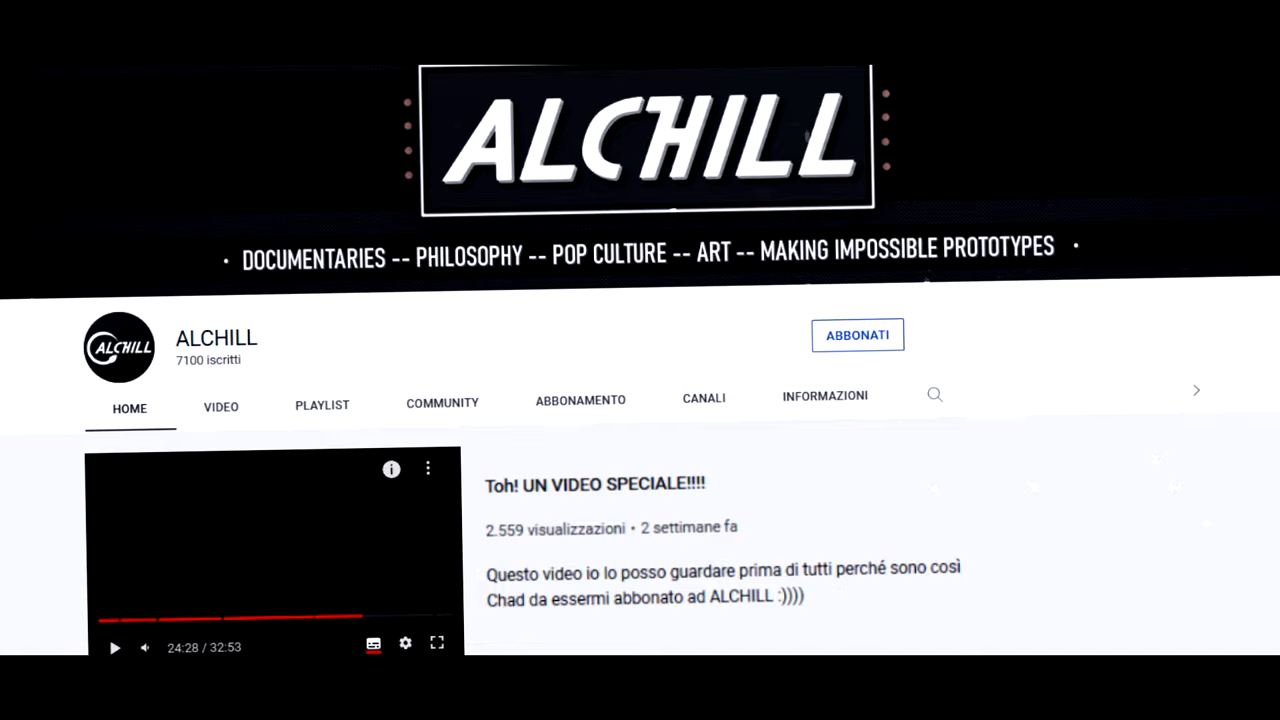 ALCHILL
• DOCUMENTARIES -- PHILOSOPHY -- POP CULTURE -- ART -- MAKING IMPOSSIBLE PROTOTYPES •
ALCHILL
ALCHILL
7100 iscritti
ABBONATI
HOME VIDEO PLAYLIST COMMUNITY ABBONAMENTO CANALI INFORMAZIONI
Toh! UN VIDEO SPECIALE!!!!
2.559 visualizzazioni • 2 settimane fa
Questo video io lo posso guardare prima di tutti perché sono così
Chad da essermi abbonato ad ALCHILL :))))
24:28 / 32:53